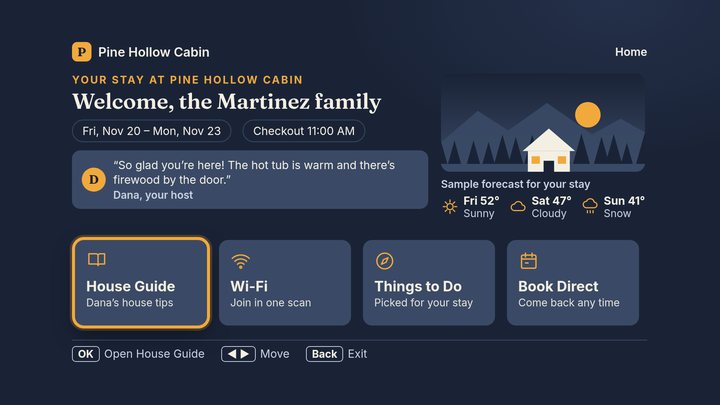 P Pine Hollow Cabin
Home
YOUR STAY AT PINE HOLLOW CABIN
Welcome, the Martinez family
Fri, Nov 20 – Mon, Nov 23
Checkout 11:00 AM
D
“So glad you’re here! The hot tub is warm and there’s
firewood by the door.”
Dana, your host
Sample forecast for your stay
Fri 52°
Sunny
Sat 47°
Cloudy
Sun 41°
Snow
House Guide
Dana’s house tips
Wi-Fi
Join in one scan
Things to Do
Picked for your stay
Book Direct
Come back any time
OK Open House Guide
Move
Back Exit